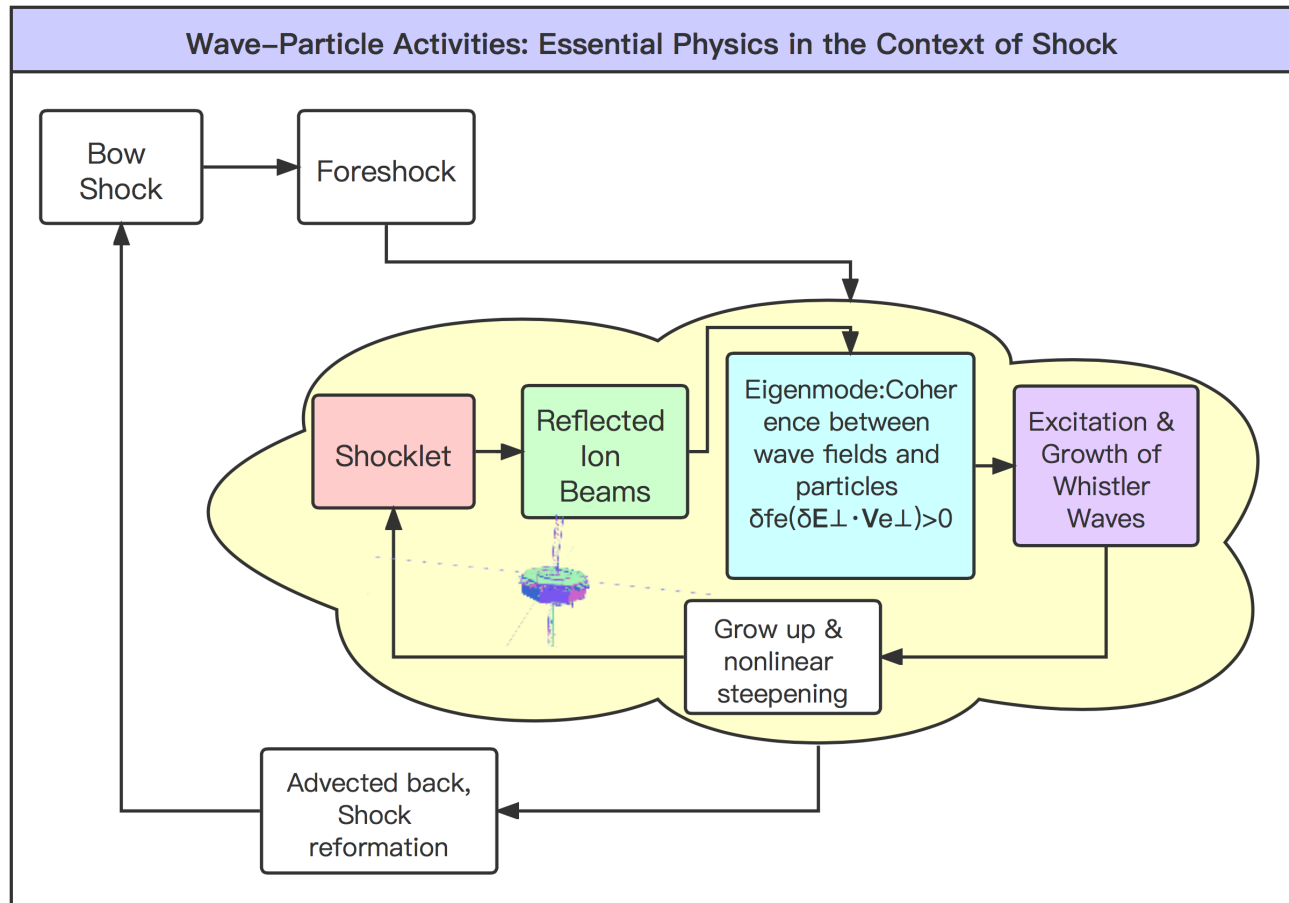 Wave-Particle Activities: Essential Physics in the Context of Shock
Bow
Shock
Foreshock
Shocklet
Reflected
Ion
Beams
Eigenmode:Coher
ence between
wave fields and
particles
δfe(δE⊥·Ve⊥)>0
Excitation &
Growth of
Whistler
Waves
Grow up &
nonlinear
steepening
Advected back,
Shock
reformation